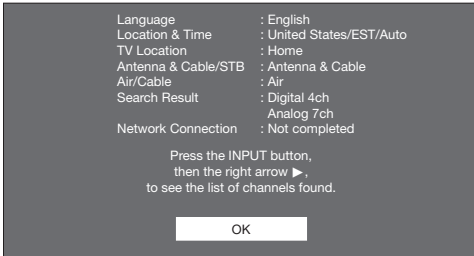 Language : English
Location & Time : United States/EST/Auto
TV Location : Home
Antenna & Cable/STB : Antenna & Cable
Air/Cable : Air
Search Result : Digital 4ch
Analog 7ch
Network Connection : Not completed
Press the INPUT button,
then the right arrow ▶,
to see the list of channels found.
OK